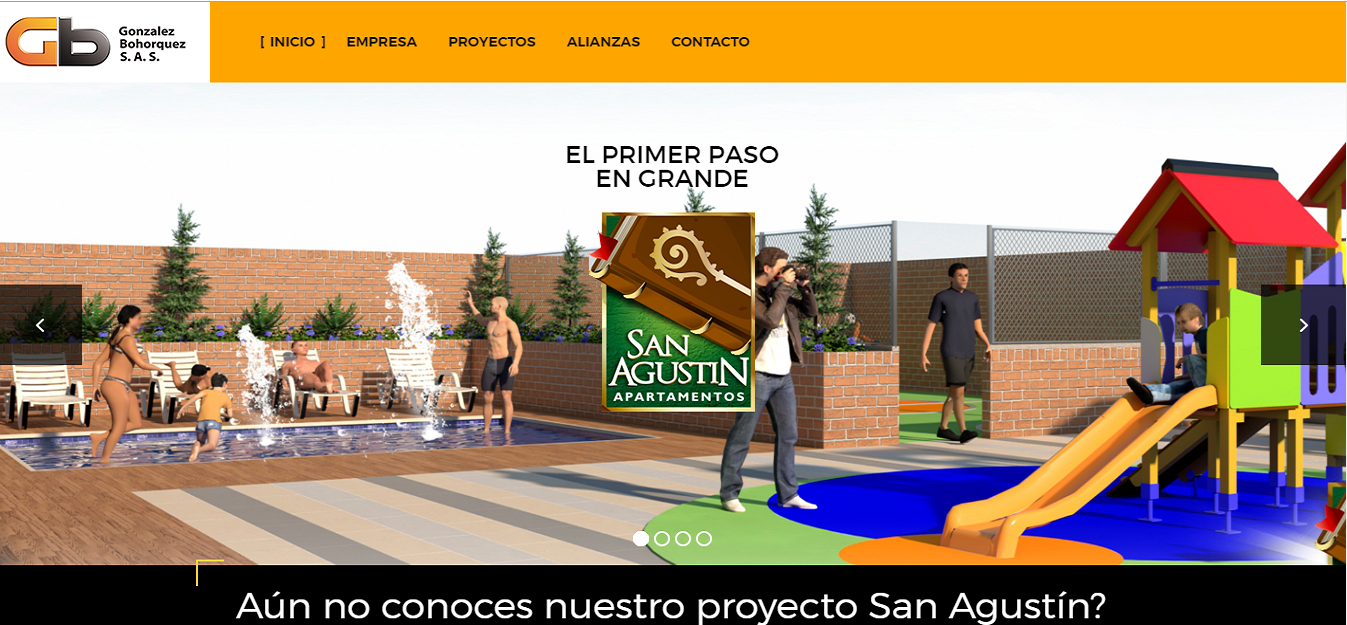 Gb
Gonzalez
Bohorquez
S. A. S.
[ INICIO ] EMPRESA PROYECTOS ALIANZAS CONTACTO
EL PRIMER PASO
EN GRANDE
SAN
AGUSTIN
APARTAMENTOS
Aún no conoces nuestro proyecto San Agustín?